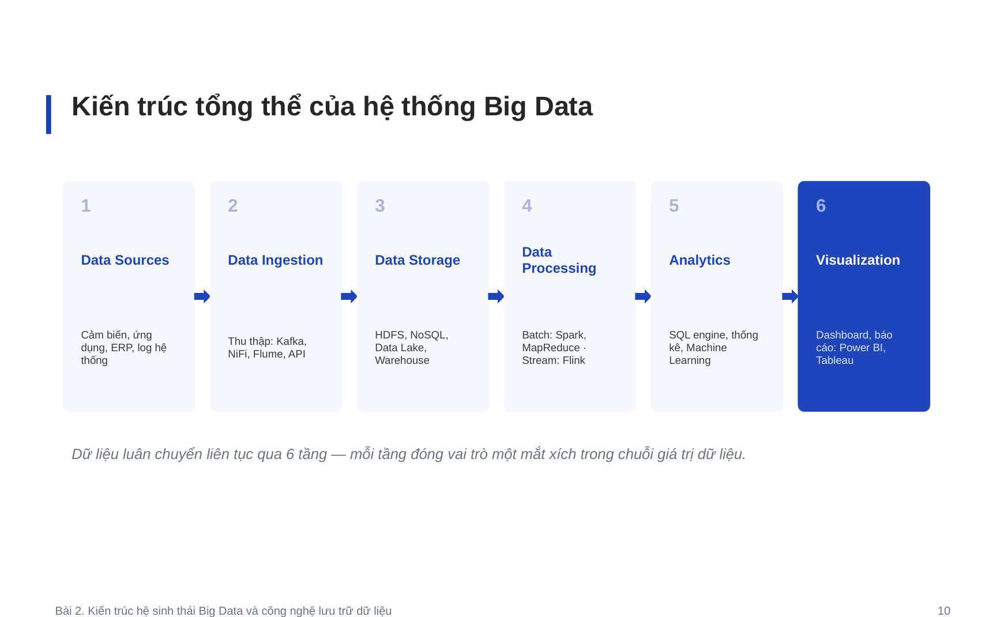 Kiến trúc tổng thể của hệ thống Big Data
1
Data Sources
Cảm biến, ứng
dụng, ERP, log hệ
thống
2
Data Ingestion
Thu thập: Kafka,
NiFi, Flume, API
3
Data Storage
HDFS, NoSQL,
Data Lake,
Warehouse
4
Data
Processing
Batch: Spark,
MapReduce ·
Stream: Flink
5
Analytics
SQL engine, thống
kê, Machine
Learning
6
Visualization
Dashboard, báo
cáo: Power BI,
Tableau
Dữ liệu luân chuyển liên tục qua 6 tầng — mỗi tầng đóng vai trò một mắt xích trong chuỗi giá trị dữ liệu.
Bài 2. Kiến trúc hệ sinh thái Big Data và công nghệ lưu trữ dữ liệu
10